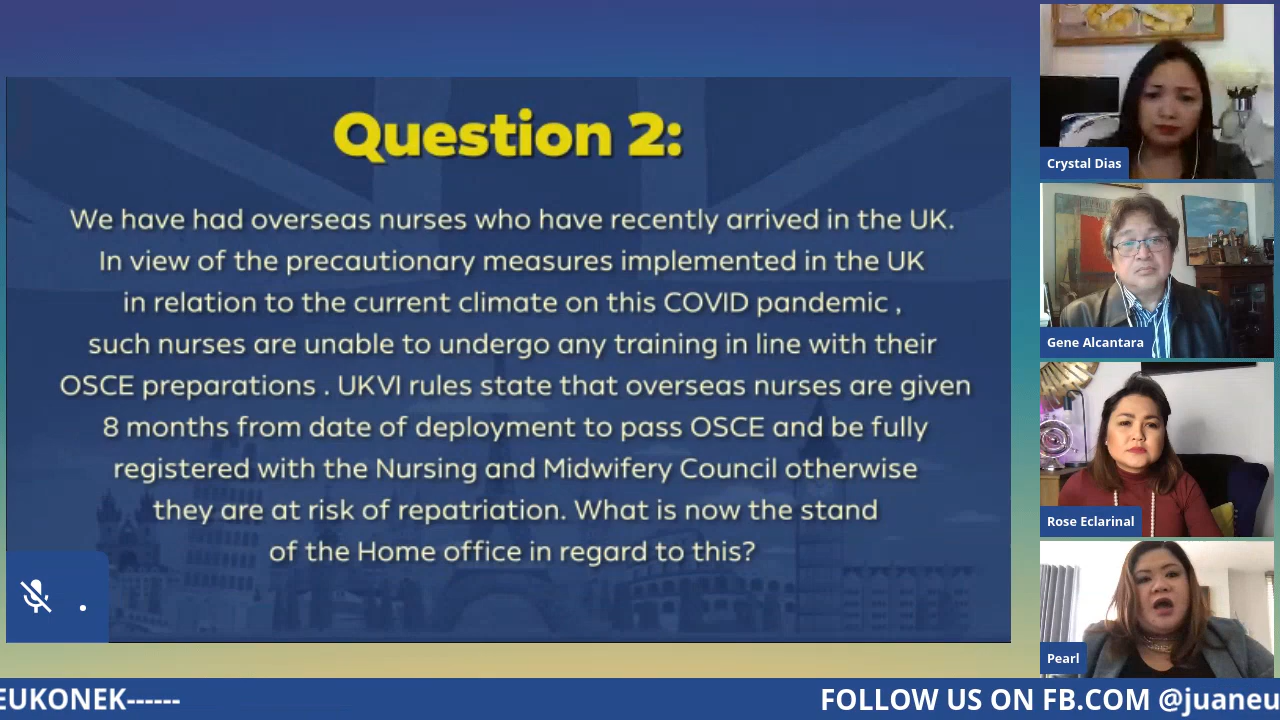 Question 2:
We have had overseas nurses who have recently arrived in the UK.
In view of the precautionary measures implemented in the UK
in relation to the current climate on this COVID pandemic ,
such nurses are unable to undergo any training in line with their
OSCE preparations . UKVI rules state that overseas nurses are given
8 months from date of deployment to pass OSCE and be fully
registered with the Nursing and Midwifery Council otherwise
they are at risk of repatriation. What is now the stand
of the Home office in regard to this?
Crystal Dias
Gene Alcantara
Rose Eclarinal
Pearl
EUKONEK------ FOLLOW US ON FB.COM @juaneu